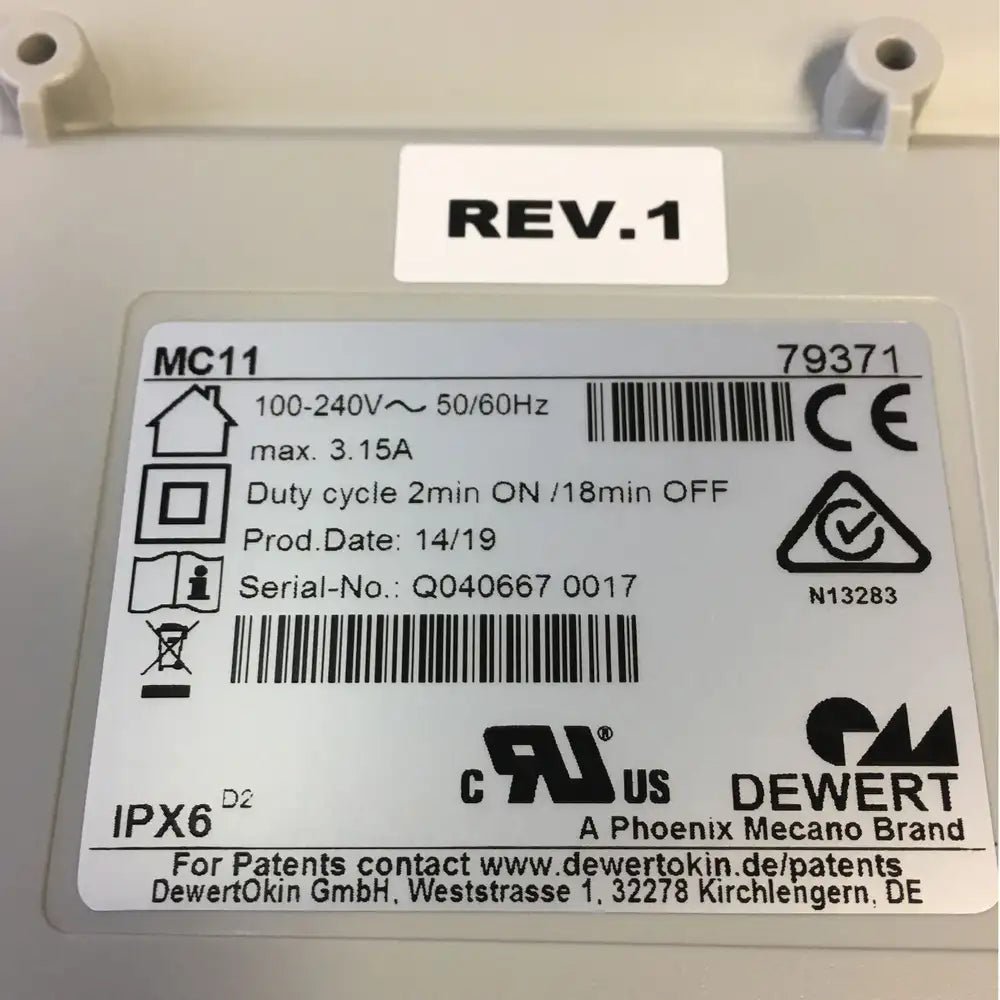 REV.1
MC11 79371
100-240V~ 50/60Hz
max. 3.15A
CE
Duty cycle 2min ON /18min OFF
Prod.Date: 14/19
Serial-No.: Q040667 0017
N13283
c RU® US
DEWERT
A Phoenix Mecano Brand
IPX6 D2
For Patents contact www.dewertokin.de/patents
DewertOkin GmbH, Weststrasse 1, 32278 Kirchlengern, DE